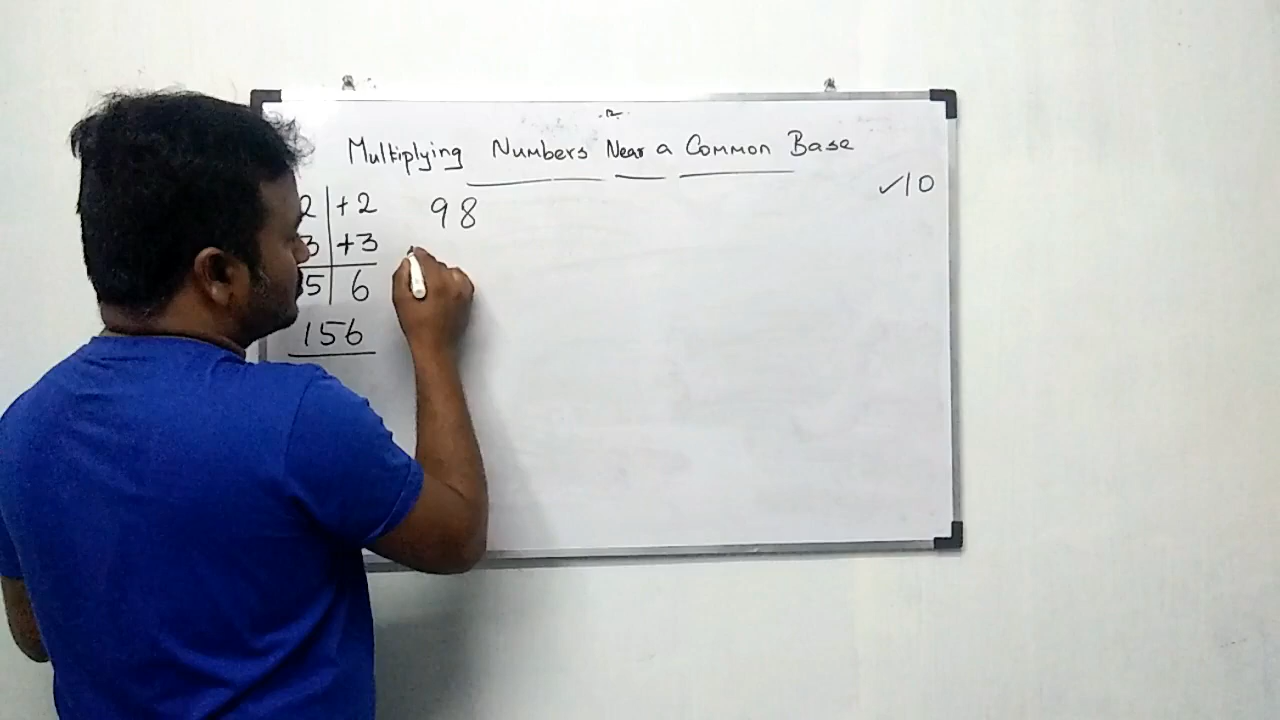 Multiplying Numbers Near a Common Base
✓10
2 | +2
3 | +3
5 | 6
156
98